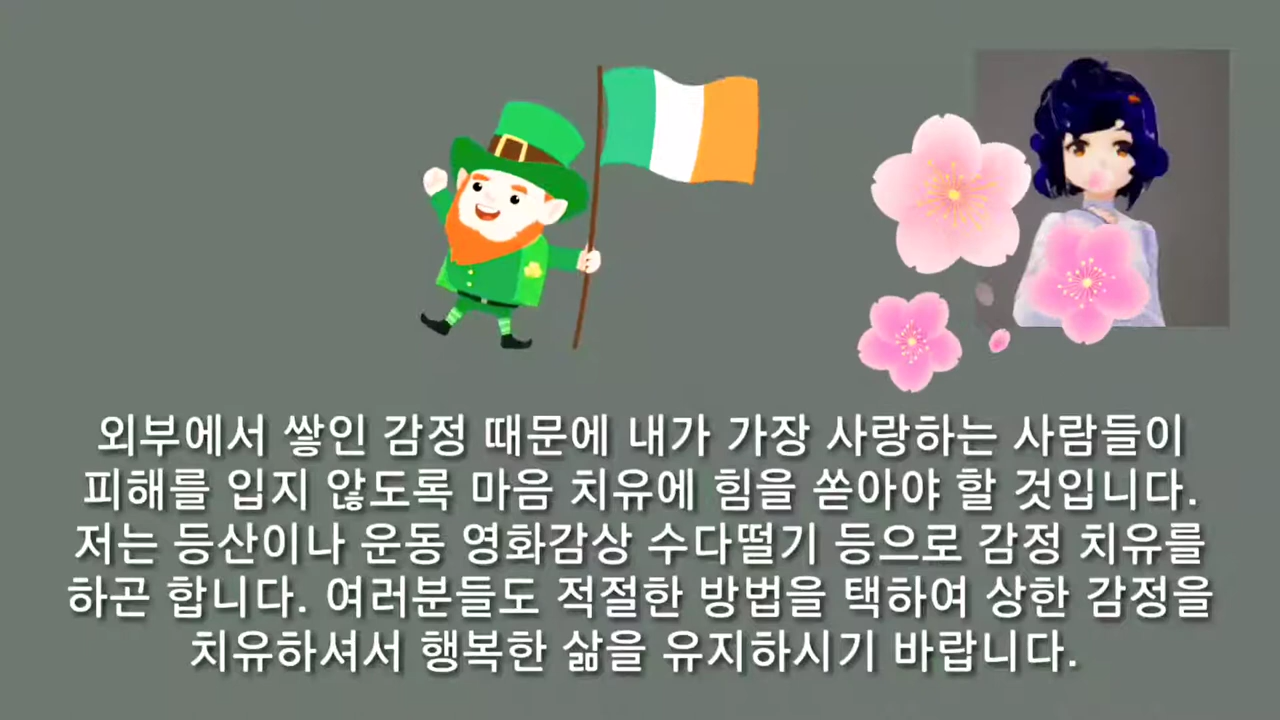 외부에서 쌓인 감정 때문에 내가 가장 사랑하는 사람들이
피해를 입지 않도록 마음 치유에 힘을 쏟아야 할 것입니다.
저는 등산이나 운동 영화감상 수다떨기 등으로 감정 치유를
하곤 합니다. 여러분들도 적절한 방법을 택하여 상한 감정을
치유하셔서 행복한 삶을 유지하시기 바랍니다.